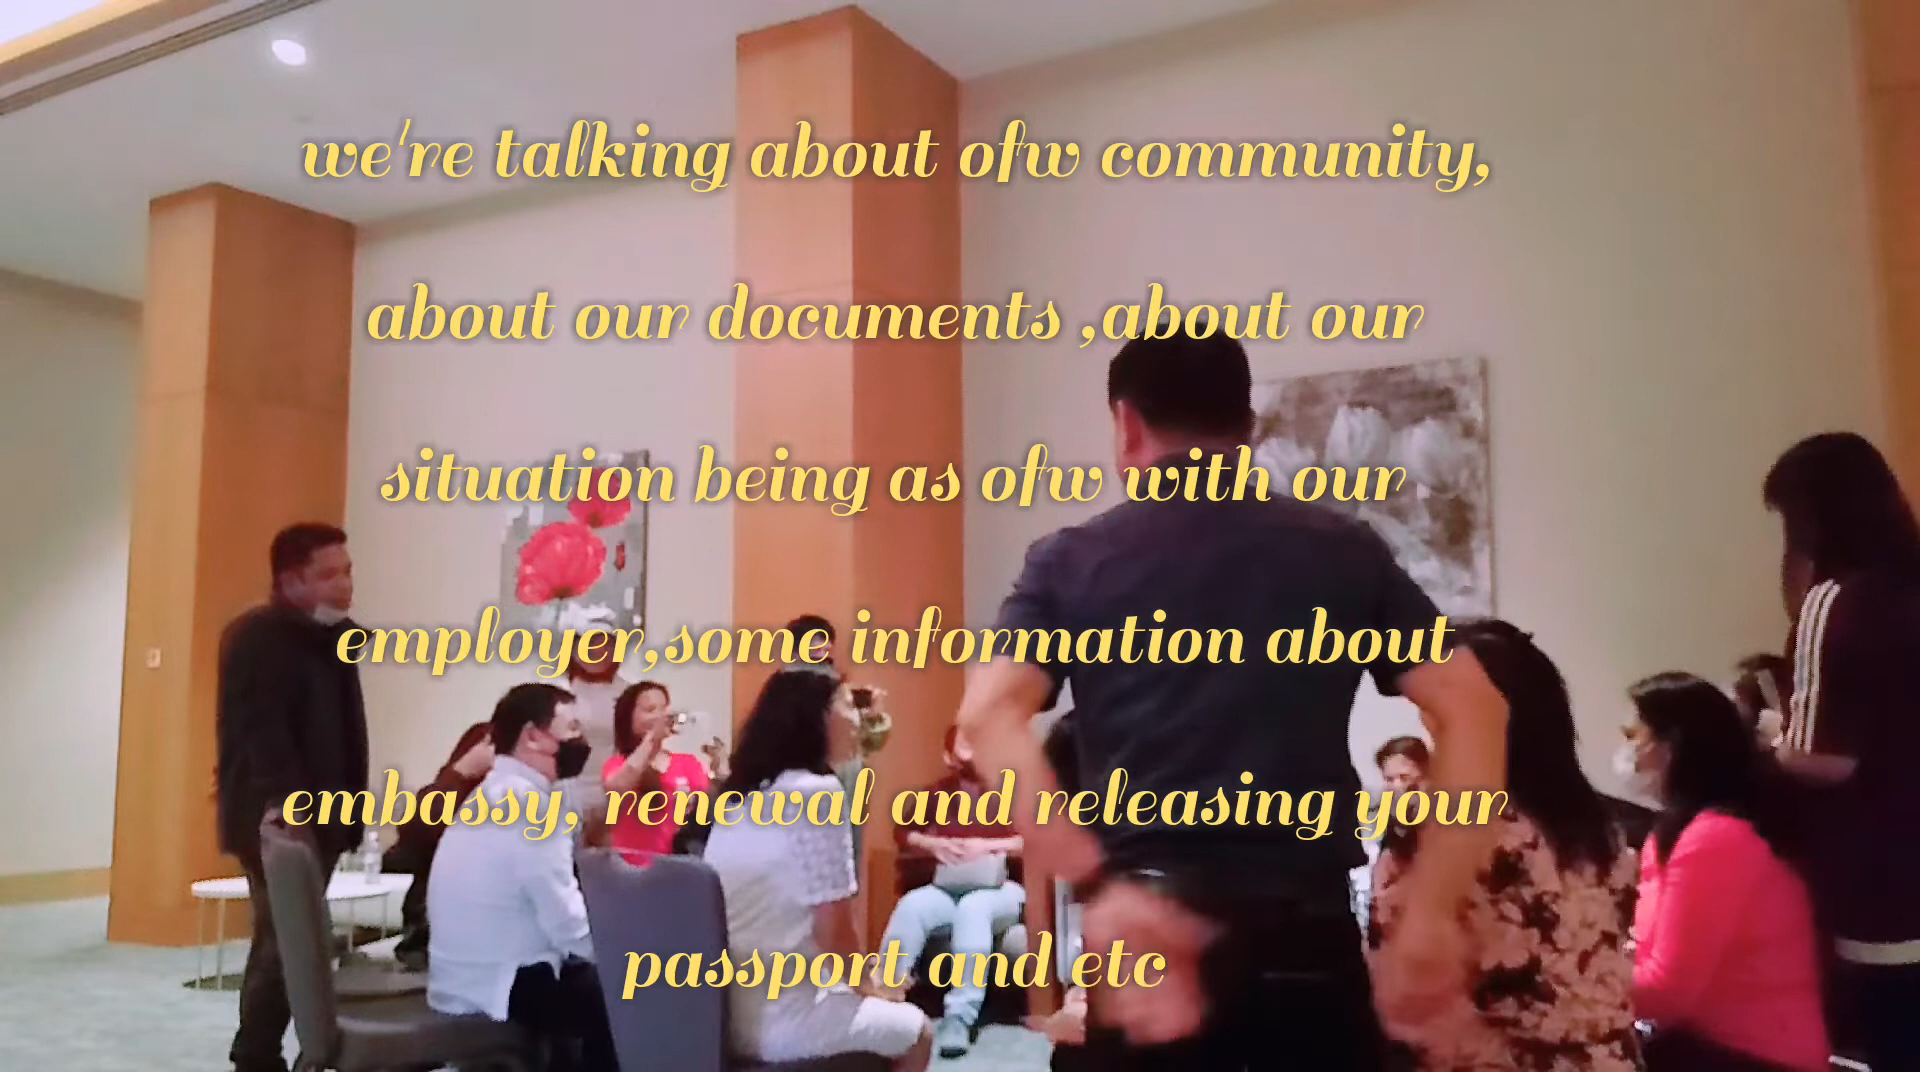 we're talking about ofw community,
about our documents ,about our
situation being as ofw with our
employer,some information about
embassy, renewal and releasing your
passport and etc